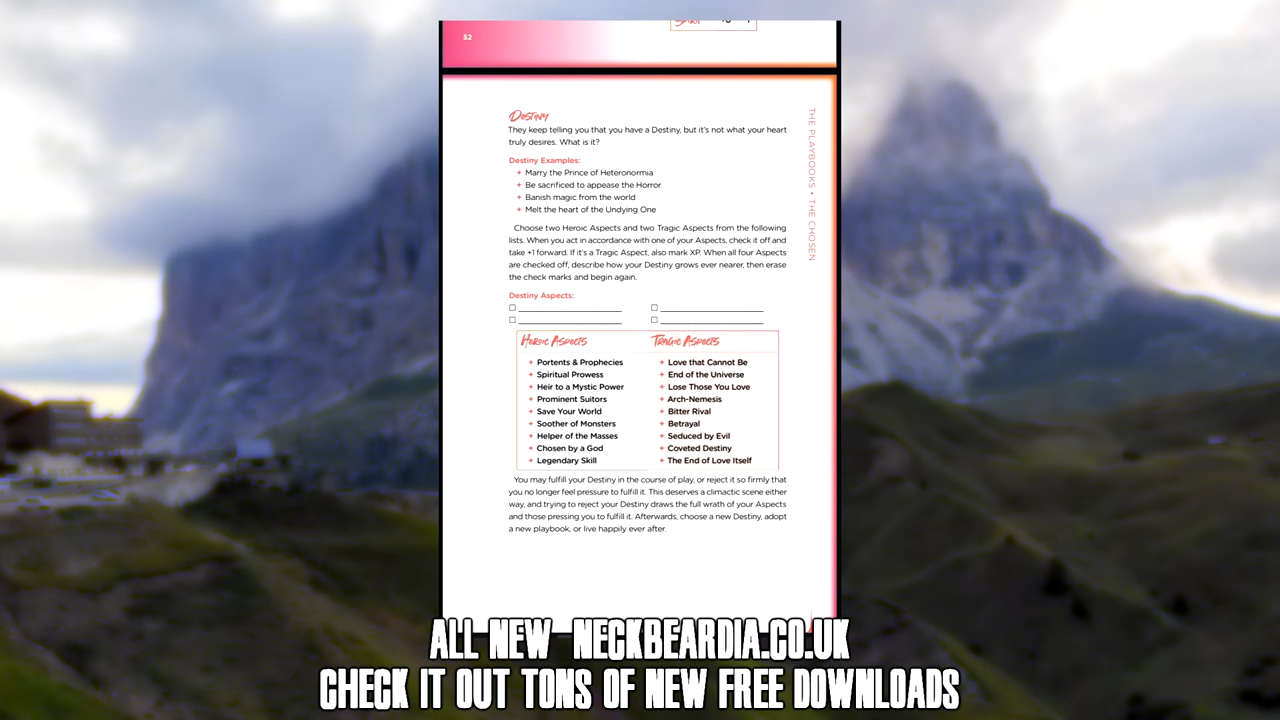 52
DESTINY
They keep telling you that you have a Destiny, but it's not what your heart
truly desires. What is it?
Destiny Examples:
+ Marry the Prince of Heteronormia
+ Be sacrificed to appease the Horror
+ Banish magic from the world
+ Melt the heart of the Undying One
Choose two Heroic Aspects and two Tragic Aspects from the following
lists. When you act in accordance with one of your Aspects, check it off and
take +1 forward. If it's a Tragic Aspect, also mark XP. When all four Aspects
are checked off, describe how your Destiny grows ever nearer, then erase
the check marks and begin again.
Destiny Aspects:
HEROIC ASPECTS
+ Portents & Prophecies
+ Spiritual Prowess
+ Heir to a Mystic Power
+ Prominent Suitors
+ Save Your World
+ Soother of Monsters
+ Helper of the Masses
+ Chosen by a God
+ Legendary Skill
TRAGIC ASPECTS
+ Love that Cannot Be
+ End of the Universe
+ Lose Those You Love
+ Arch-Nemesis
+ Bitter Rival
+ Betrayal
+ Seduced by Evil
+ Coveted Destiny
+ The End of Love Itself
You may fulfill your Destiny in the course of play, or reject it so firmly that
you no longer feel pressure to fulfill it. This deserves a climactic scene either
way, and trying to reject your Destiny draws the full wrath of your Aspects
and those pressing you to fulfill it. Afterwards, choose a new Destiny, adopt
a new playbook, or live happily ever after.
THE PLAYBOOKS • THE CHOSEN
ALL NEW NECKBEARDIA.CO.UK
CHECK IT OUT TONS OF NEW FREE DOWNLOADS